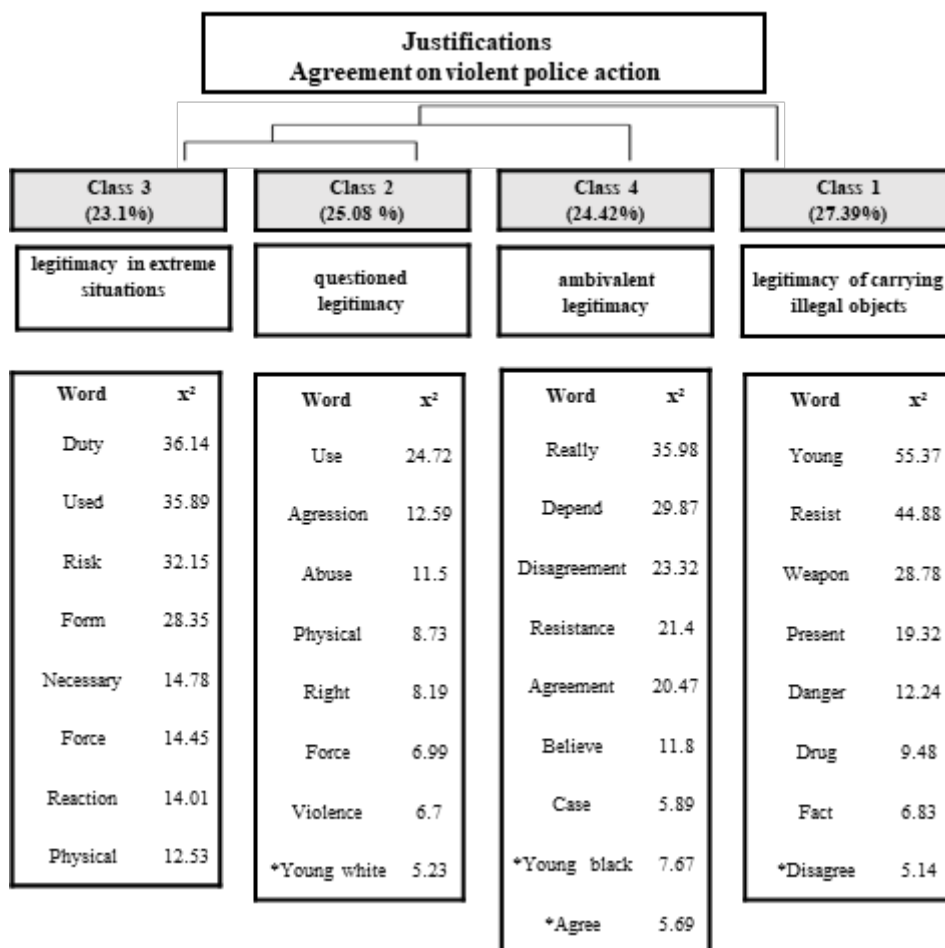 Justifications
Agreement on violent police action
Class 3
(23.1%)
Class 2
(25.08 %)
Class 4
(24.42%)
Class 1
(27.39%)
legitimacy in extreme
situations
questioned
legitimacy
ambivalent
legitimacy
legitimacy of carrying
illegal objects
Word x²
Duty 36.14
Used 35.89
Risk 32.15
Form 28.35
Necessary 14.78
Force 14.45
Reaction 14.01
Physical 12.53
Word x²
Use 24.72
Agression 12.59
Abuse 11.5
Physical 8.73
Right 8.19
Force 6.99
Violence 6.7
*Young white 5.23
Word x²
Really 35.98
Depend 29.87
Disagreement 23.32
Resistance 21.4
Agreement 20.47
Believe 11.8
Case 5.89
*Young black 7.67
*Agree 5.69
Word x²
Young 55.37
Resist 44.88
Weapon 28.78
Present 19.32
Danger 12.24
Drug 9.48
Fact 6.83
*Disagree 5.14